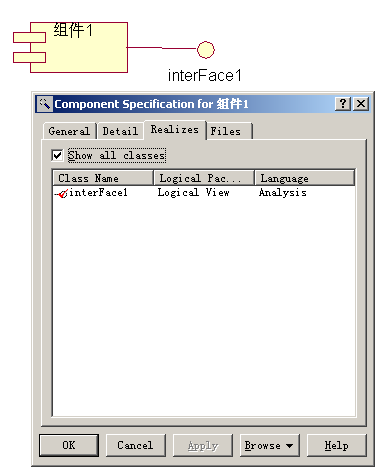 组件1
interFace1
Component Specification for 组件1
General Detail Realizes Files
Show all classes
Class Name Logical Pac... Language
interFace1 Logical View Analysis
OK Cancel Apply Browse Help